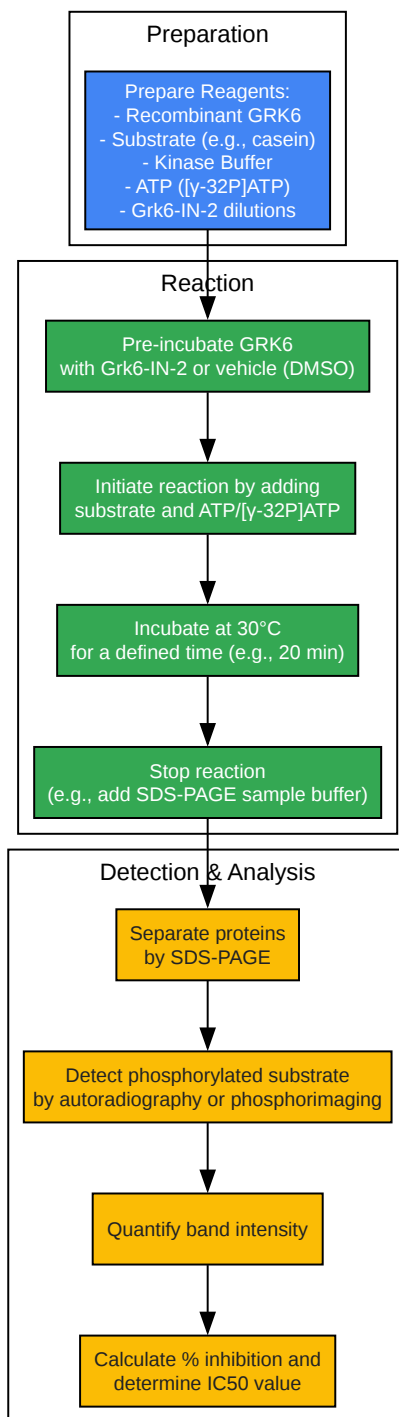 Preparation
Prepare Reagents:
- Recombinant GRK6
- Substrate (e.g., casein)
- Kinase Buffer
- ATP ([γ-32P]ATP)
- Grk6-IN-2 dilutions
Reaction
Pre-incubate GRK6
with Grk6-IN-2 or vehicle (DMSO)
Initiate reaction by adding
substrate and ATP/[γ-32P]ATP
Incubate at 30°C
for a defined time (e.g., 20 min)
Stop reaction
(e.g., add SDS-PAGE sample buffer)
Detection & Analysis
Separate proteins
by SDS-PAGE
Detect phosphorylated substrate
by autoradiography or phosphorimaging
Quantify band intensity
Calculate % inhibition and
determine IC50 value